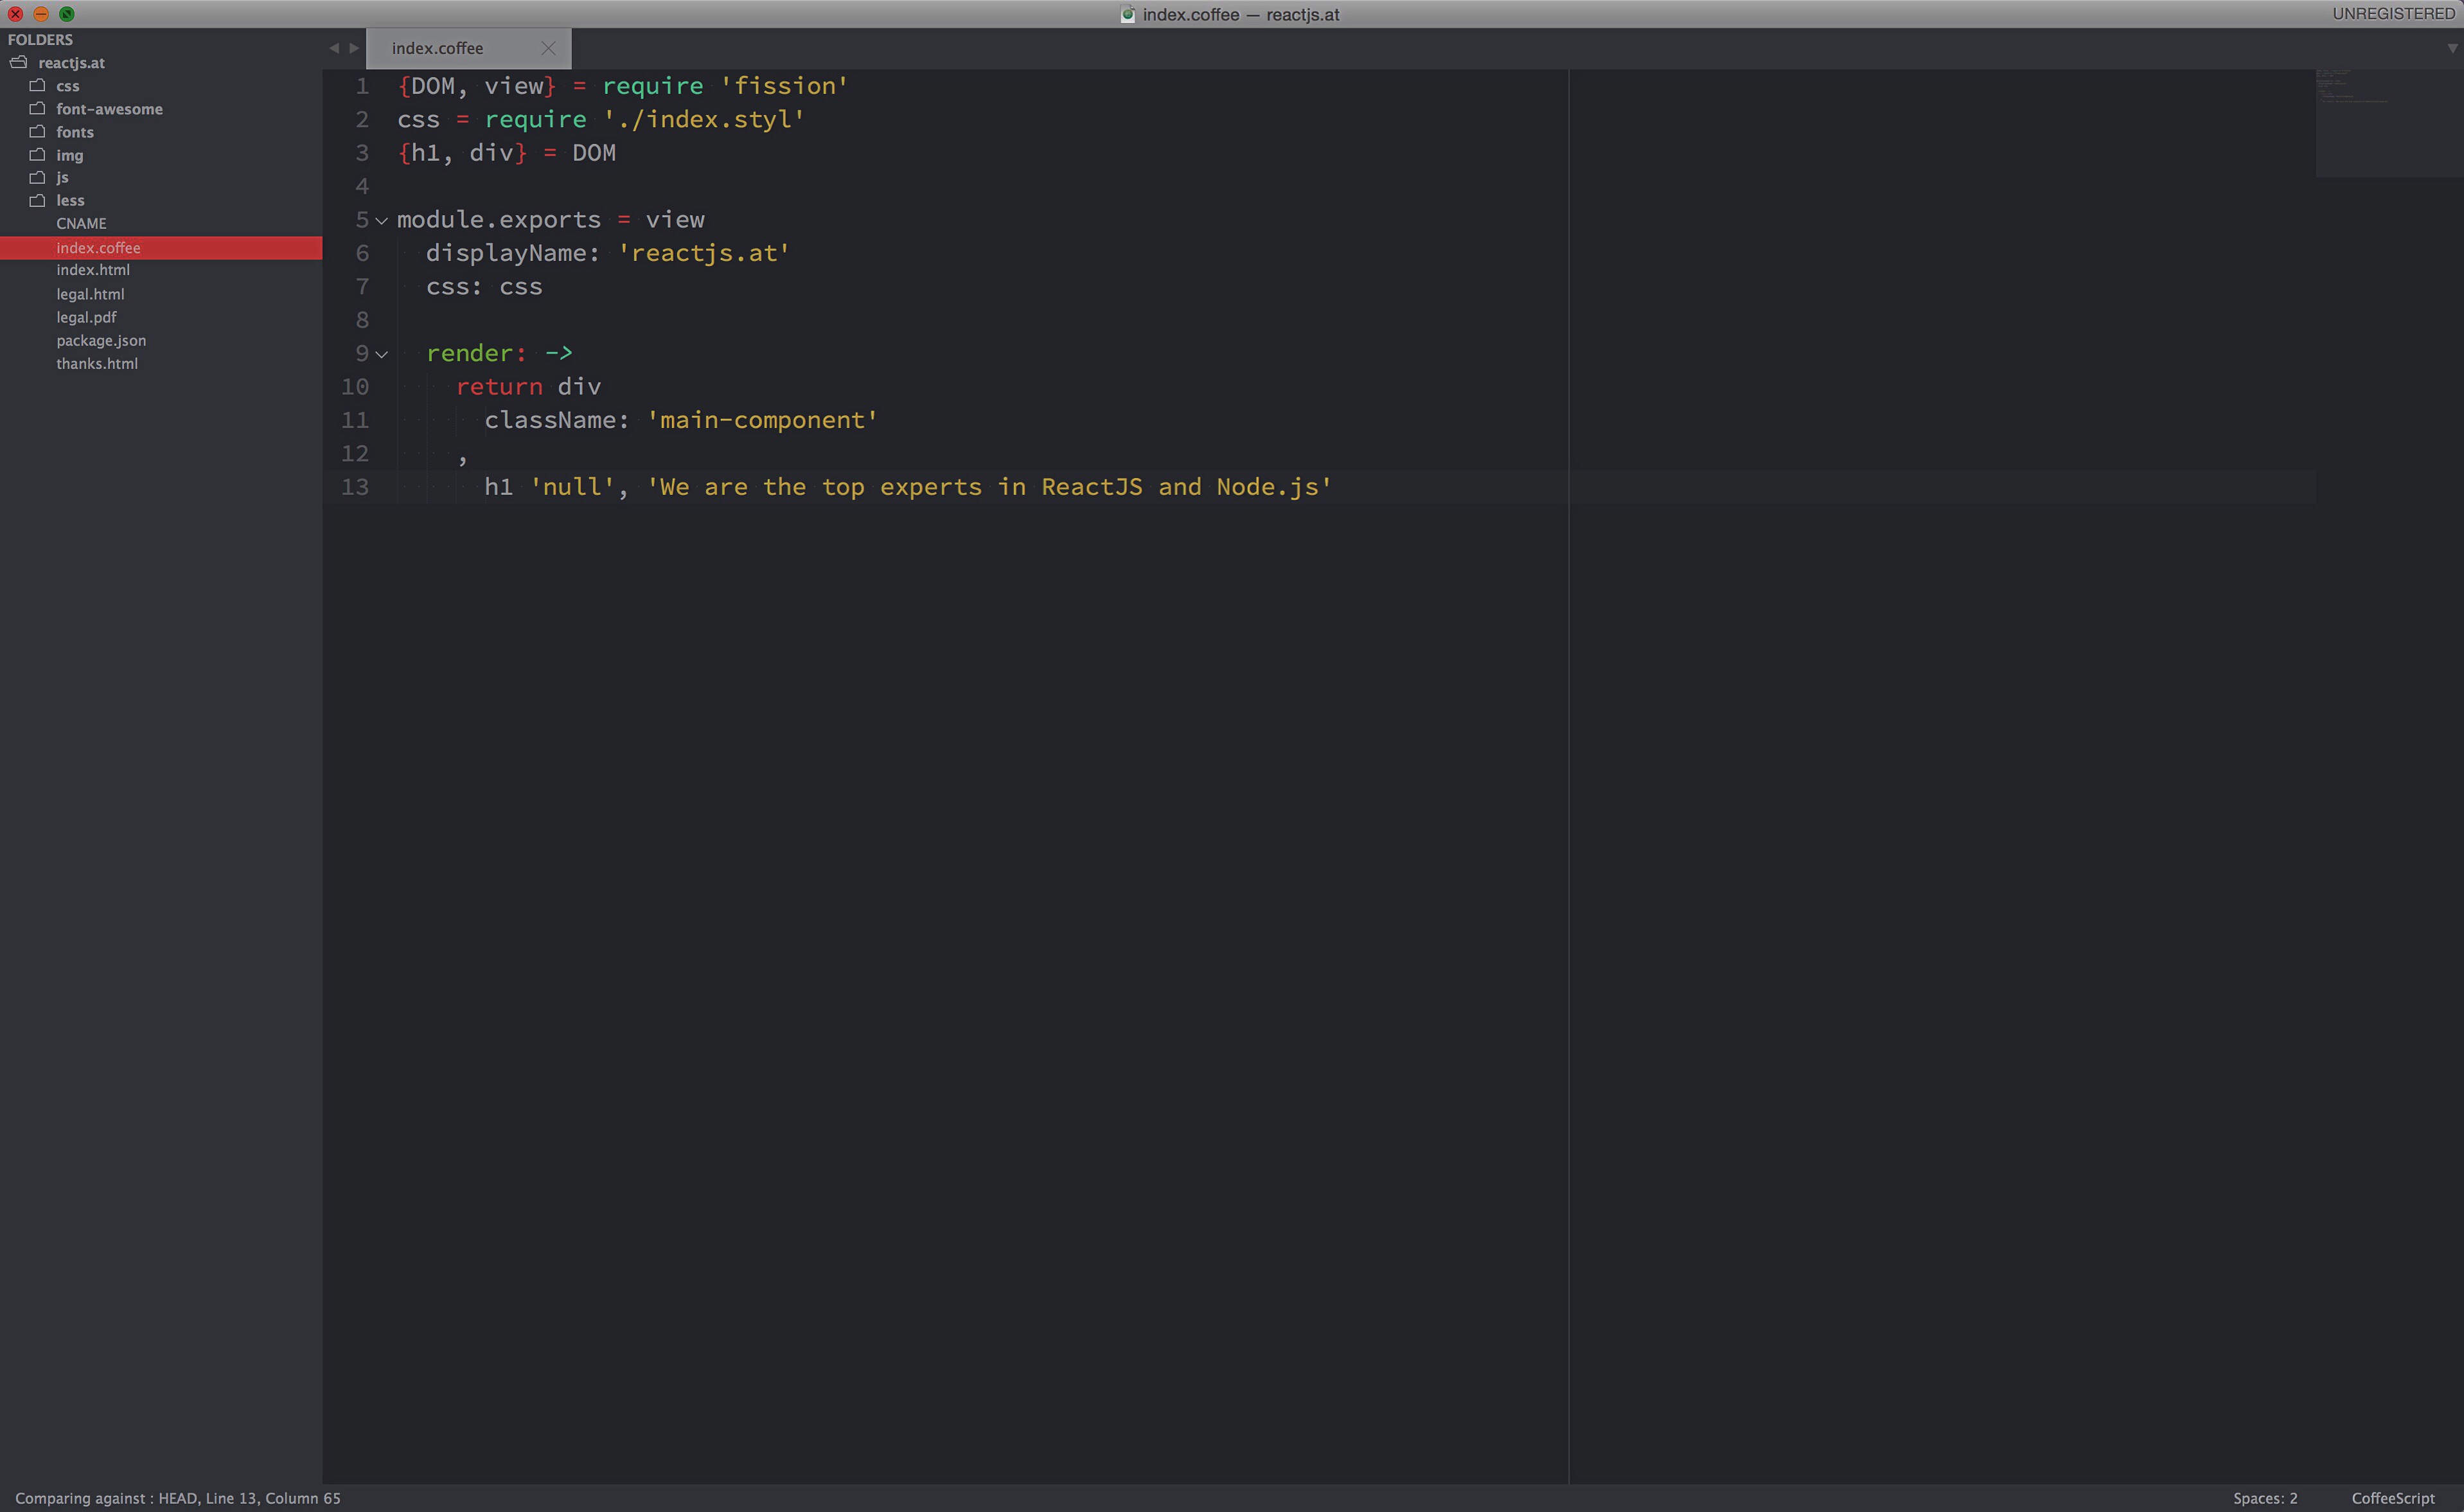 index.coffee — reactjs.at
UNREGISTERED
FOLDERS
reactjs.at
css
font-awesome
fonts
img
js
less
CNAME
index.coffee
index.html
legal.html
legal.pdf
package.json
thanks.html
index.coffee
1 {DOM, view} = require 'fission'
2 css = require './index.styl'
3 {h1, div} = DOM
4
5 module.exports = view
6 displayName: 'reactjs.at'
7 css: css
8
9 render: ->
10 return div
11 className: 'main-component'
12 ,
13 h1 'null', 'We are the top experts in ReactJS and Node.js'
Comparing against : HEAD, Line 13, Column 65
Spaces: 2
CoffeeScript